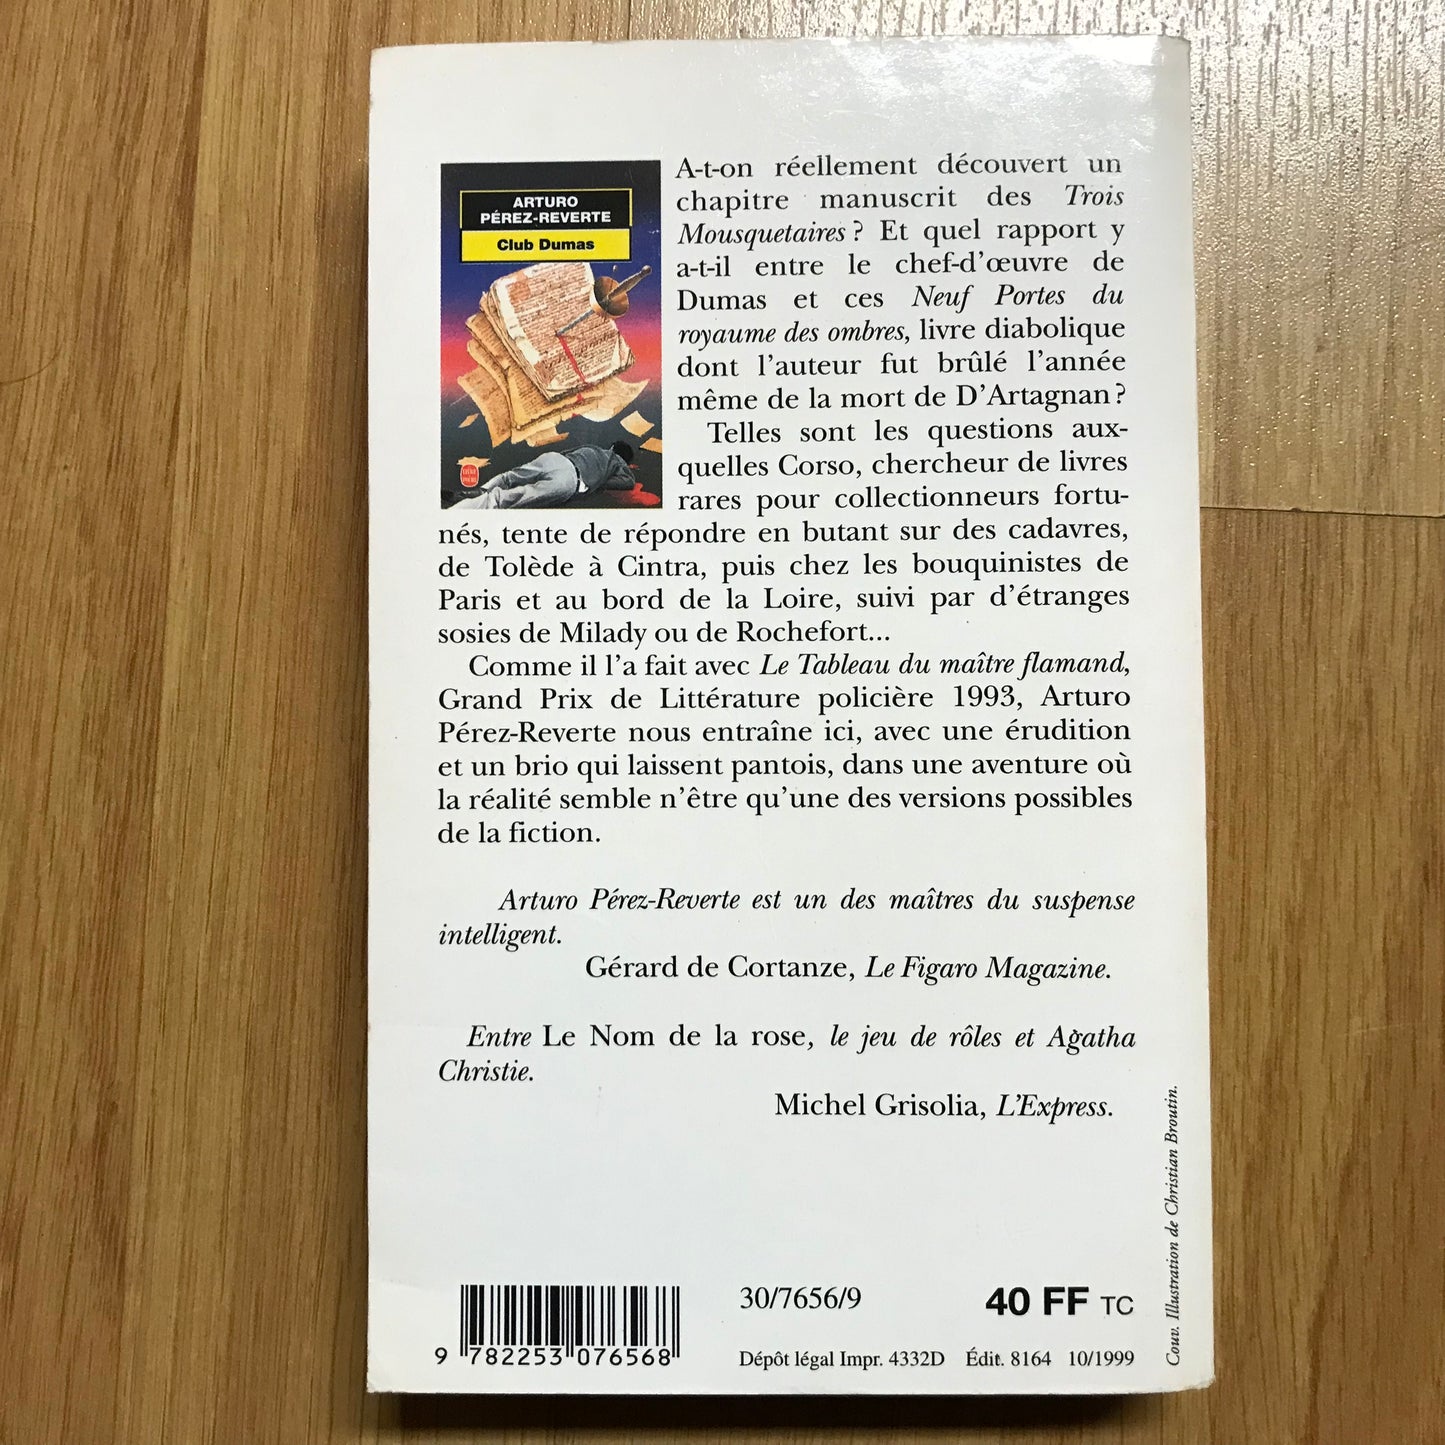 ARTURO
PÉREZ-REVERTE
Club Dumas
A-t-on réellement découvert un
chapitre manuscrit des Trois
Mousquetaires ? Et quel rapport y
a-t-il entre le chef-d'œuvre de
Dumas et ces Neuf Portes du
royaume des ombres, livre diabolique
dont l'auteur fut brûlé l'année
même de la mort de D'Artagnan ?
Telles sont les questions aux-
quelles Corso, chercheur de livres
rares pour collectionneurs fortu-
nés, tente de répondre en butant sur des cadavres,
de Tolède à Cintra, puis chez les bouquinistes de
Paris et au bord de la Loire, suivi par d'étranges
sosies de Milady ou de Rochefort...
Comme il l'a fait avec Le Tableau du maître flamand,
Grand Prix de Littérature policière 1993, Arturo
Pérez-Reverte nous entraîne ici, avec une érudition
et un brio qui laissent pantois, dans une aventure où
la réalité semble n'être qu'une des versions possibles
de la fiction.
Arturo Pérez-Reverte est un des maîtres du suspense
intelligent.
Gérard de Cortanze, Le Figaro Magazine.
Entre Le Nom de la rose, le jeu de rôles et Agatha
Christie.
Michel Grisolia, L'Express.
Couv. Illustration de Christian Broutin.
30/7656/9
40 FF TC
9 782253 076568
Dépôt légal Impr. 4332D Édit. 8164 10/1999